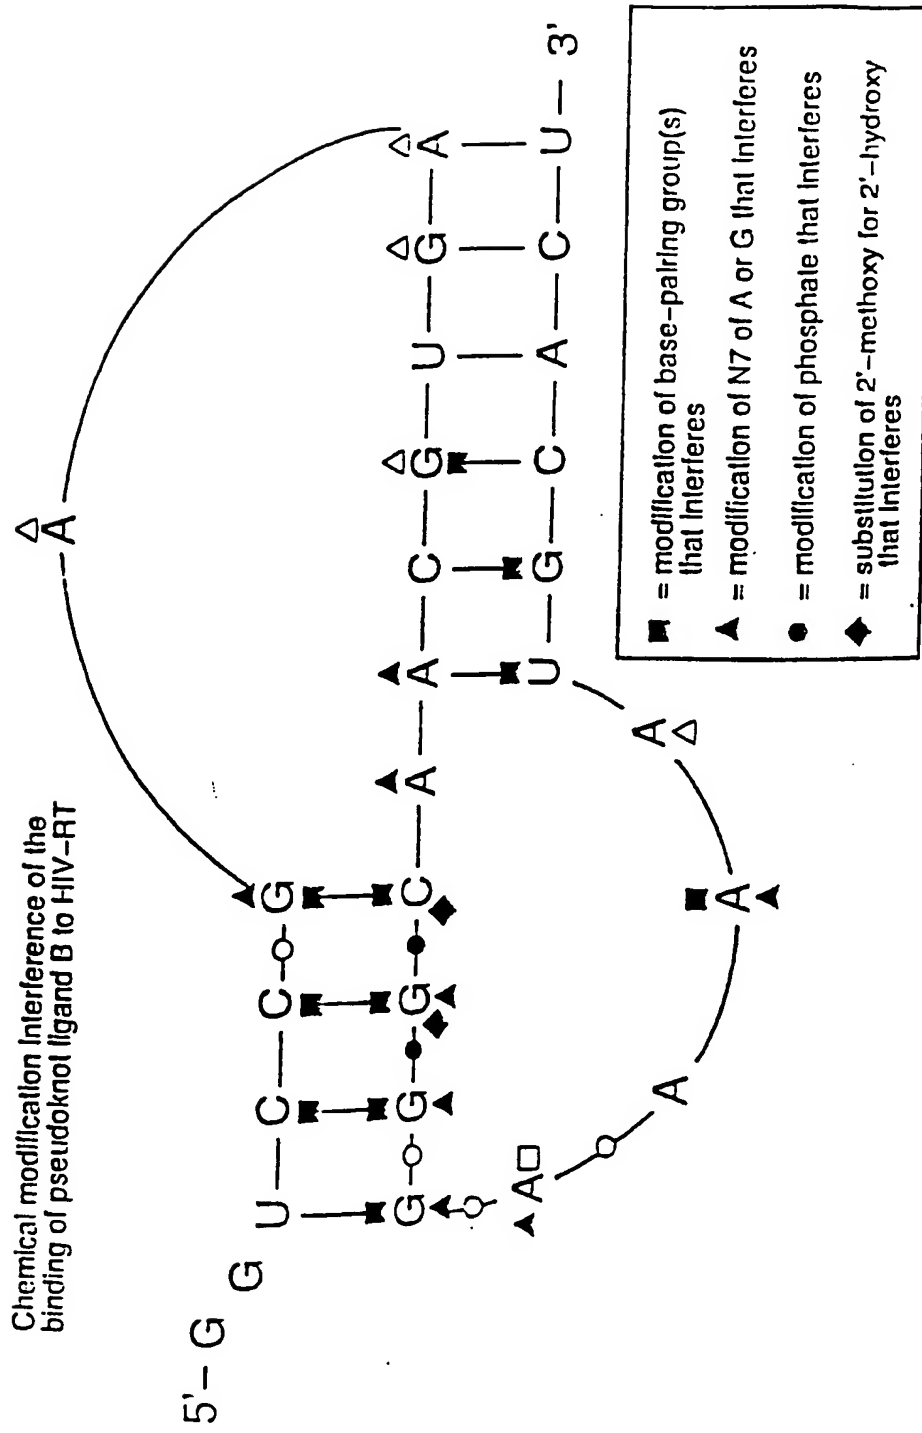 Chemical modification Interference of the
binding of pseudoknot ligand B to HIV–RT
A
5'– G G U C C G
G G G C A A C G U G A
U G C A C U — 3'
A A A A
■ = modification of base–pairing group(s)
that Interferes
▲ = modification of N7 of A or G that Interferes
● = modification of phosphate that Interferes
◆ = substitution of 2'–methoxy for 2'–hydroxy
that Interferes